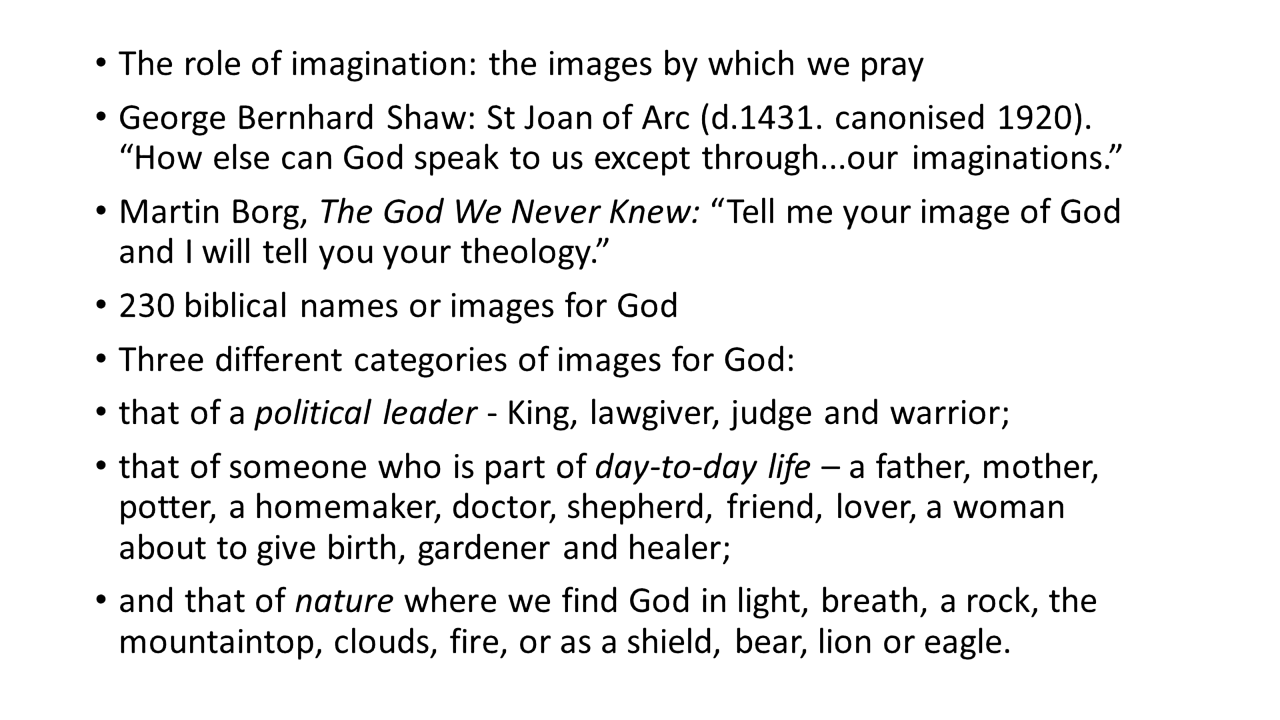 • The role of imagination: the images by which we pray
• George Bernhard Shaw: St Joan of Arc (d.1431. canonised 1920).
“How else can God speak to us except through...our imaginations.”
• Martin Borg, The God We Never Knew: “Tell me your image of God
and I will tell you your theology.”
• 230 biblical names or images for God
• Three different categories of images for God:
• that of a political leader - King, lawgiver, judge and warrior;
• that of someone who is part of day-to-day life – a father, mother,
potter, a homemaker, doctor, shepherd, friend, lover, a woman
about to give birth, gardener and healer;
• and that of nature where we find God in light, breath, a rock, the
mountaintop, clouds, fire, or as a shield, bear, lion or eagle.